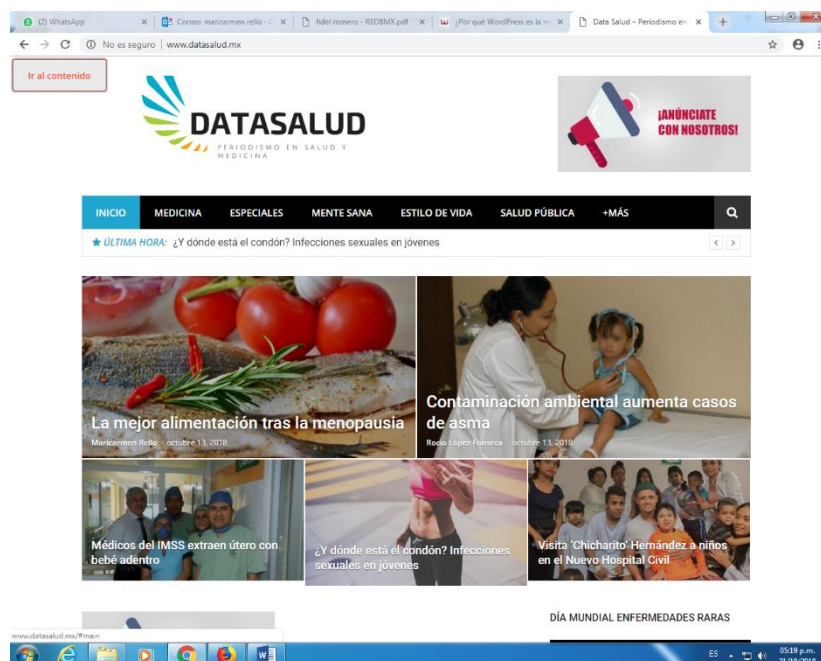 (2) WhatsApp
Correo: maricarmen rello - C
fidel romero - RED8MX.pdf
¿Por qué WordPress es la
Data Salud – Periodismo en
No es seguro | www.datasalud.mx
Ir al contenido
DATASALUD
PERIODISMO EN SALUD Y
MEDICINA
¡ANÚNCIATE
CON NOSOTROS!
INICIO MEDICINA ESPECIALES MENTE SANA ESTILO DE VIDA SALUD PÚBLICA +MÁS
ÚLTIMA HORA: ¿Y dónde está el condón? Infecciones sexuales en jóvenes
La mejor alimentación tras la menopausia
Maricarmen Rello octubre 13, 2018
Contaminación ambiental aumenta casos
de asma
Rocío López Fonseca octubre 13, 2018
Médicos del IMSS extraen útero con
bebé adentro
¿Y dónde está el condón? Infecciones
sexuales en jóvenes
Visita 'Chicharito' Hernández a niños
en el Nuevo Hospital Civil
DÍA MUNDIAL ENFERMEDADES RARAS
www.datasalud.mx/#main
ES
05:19 p.m.
21/10/2018